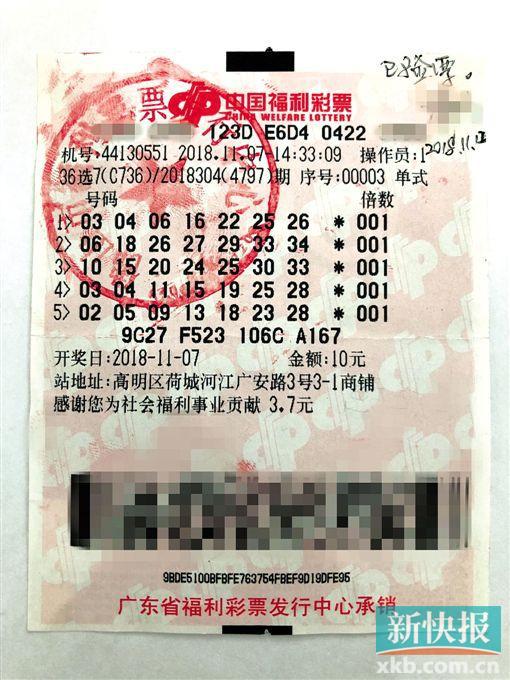 已验票。
2018.11.
票
中国福利彩票
CHINA WELFARE LOTTERY
123D E6D4 0422
机号:44130551 2018.11.07-14:33:09 操作员:1
36选7(C736)/2018304(4797)期 序号:00003 单式
号码 倍数
1> 03 04 06 16 22 25 26 * 001
2> 06 18 26 27 29 33 34 * 001
3> 10 15 20 24 25 30 33 * 001
4> 03 04 11 15 19 25 28 * 001
5> 02 05 09 13 18 23 28 * 001
9C27 F523 106C A167
开奖日:2018-11-07 金额:10元
站地址:高明区荷城河江广安路3号3-1商铺
感谢您为社会福利事业贡献 3.7元
9BDE5100BFBFE763754FBEF9D19DFE95
广东省福利彩票发行中心承销
新快报
xkb.com.cn